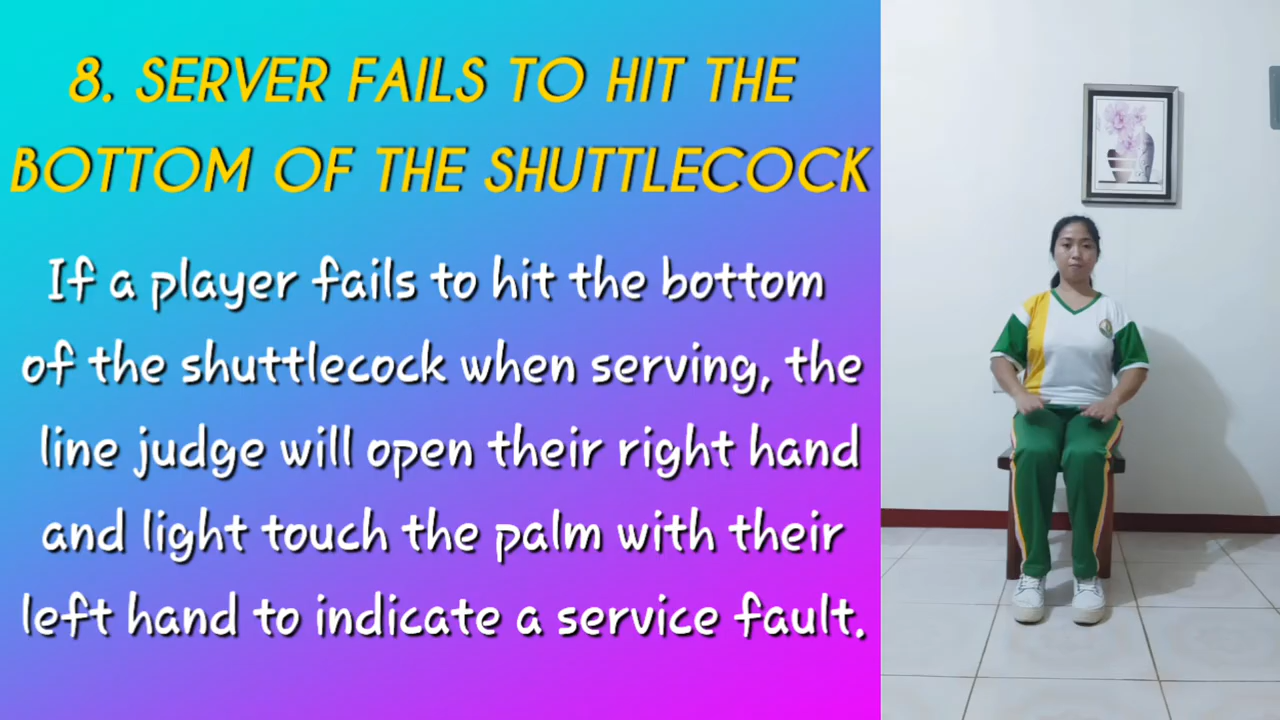 8. SERVER FAILS TO HIT THE
BOTTOM OF THE SHUTTLECOCK
If a player fails to hit the bottom
of the shuttlecock when serving, the
line judge will open their right hand
and light touch the palm with their
left hand to indicate a service fault.